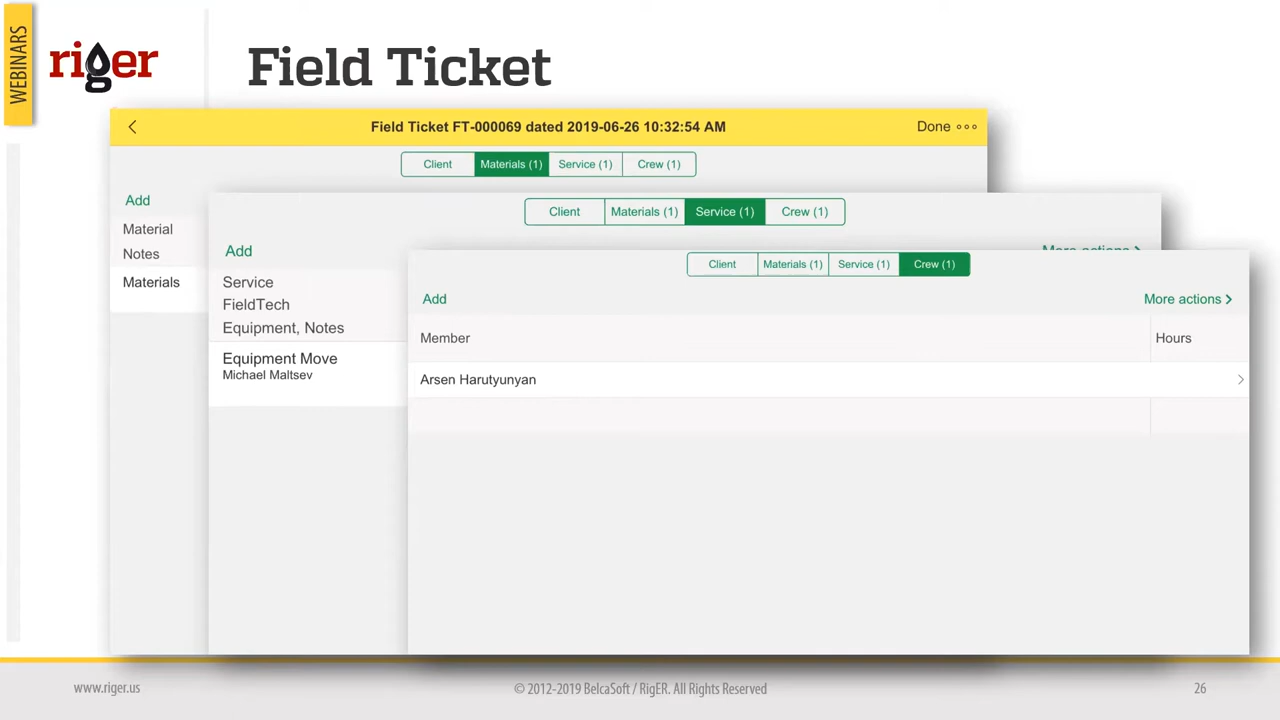 WEBINARS
riger
Field Ticket
Field Ticket FT-000069 dated 2019-06-26 10:32:54 AM
Done
Client
Materials (1)
Service (1)
Crew (1)
Add
Material
Notes
Materials
Client
Materials (1)
Service (1)
Crew (1)
Add
More actions
Service
FieldTech
Equipment, Notes
Equipment Move
Michael Maltsev
Client
Materials (1)
Service (1)
Crew (1)
Add
More actions
Member
Hours
Arsen Harutyunyan
www.riger.us
© 2012-2019 BelcaSoft / RigER. All Rights Reserved
26